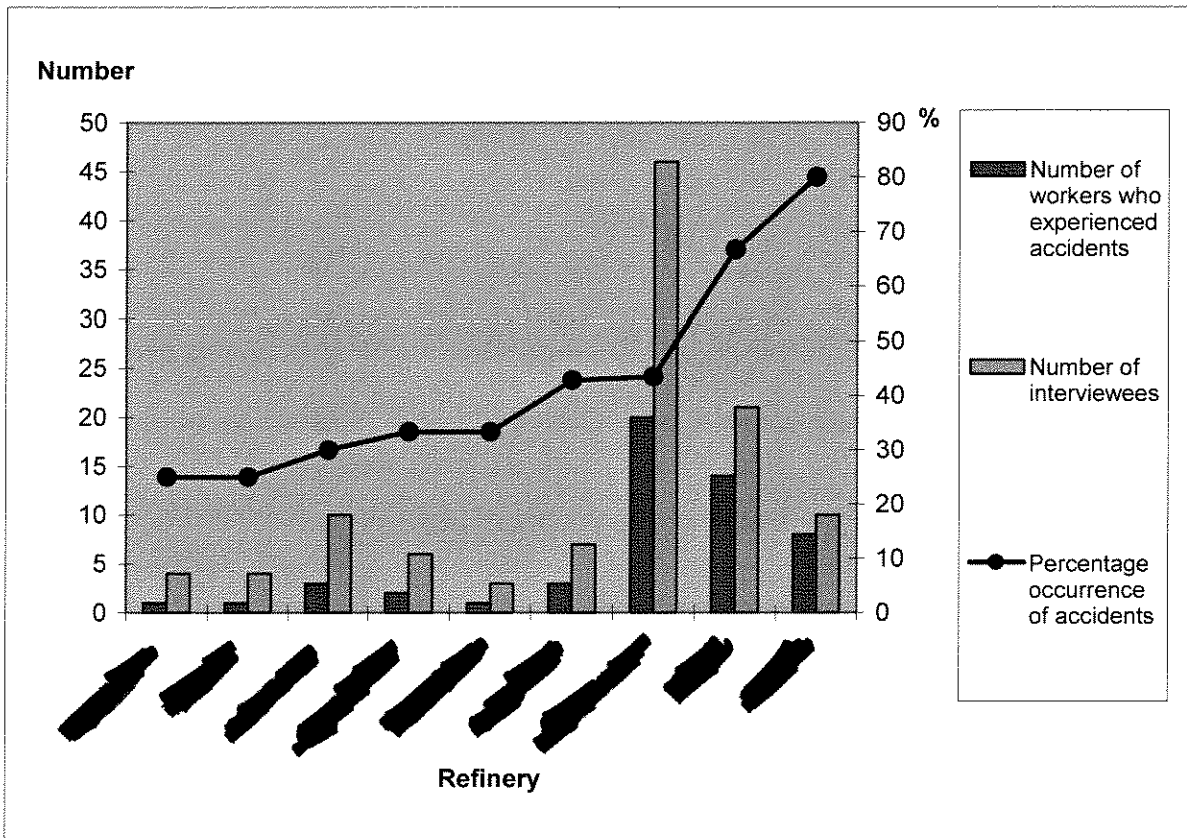 Number
50
45
40
35
30
25
20
15
10
5
0
90 %
80
70
60
50
40
30
20
10
0
Number of
workers who
experienced
accidents
Number of
interviewees
Percentage
occurrence
of accidents
Refinery